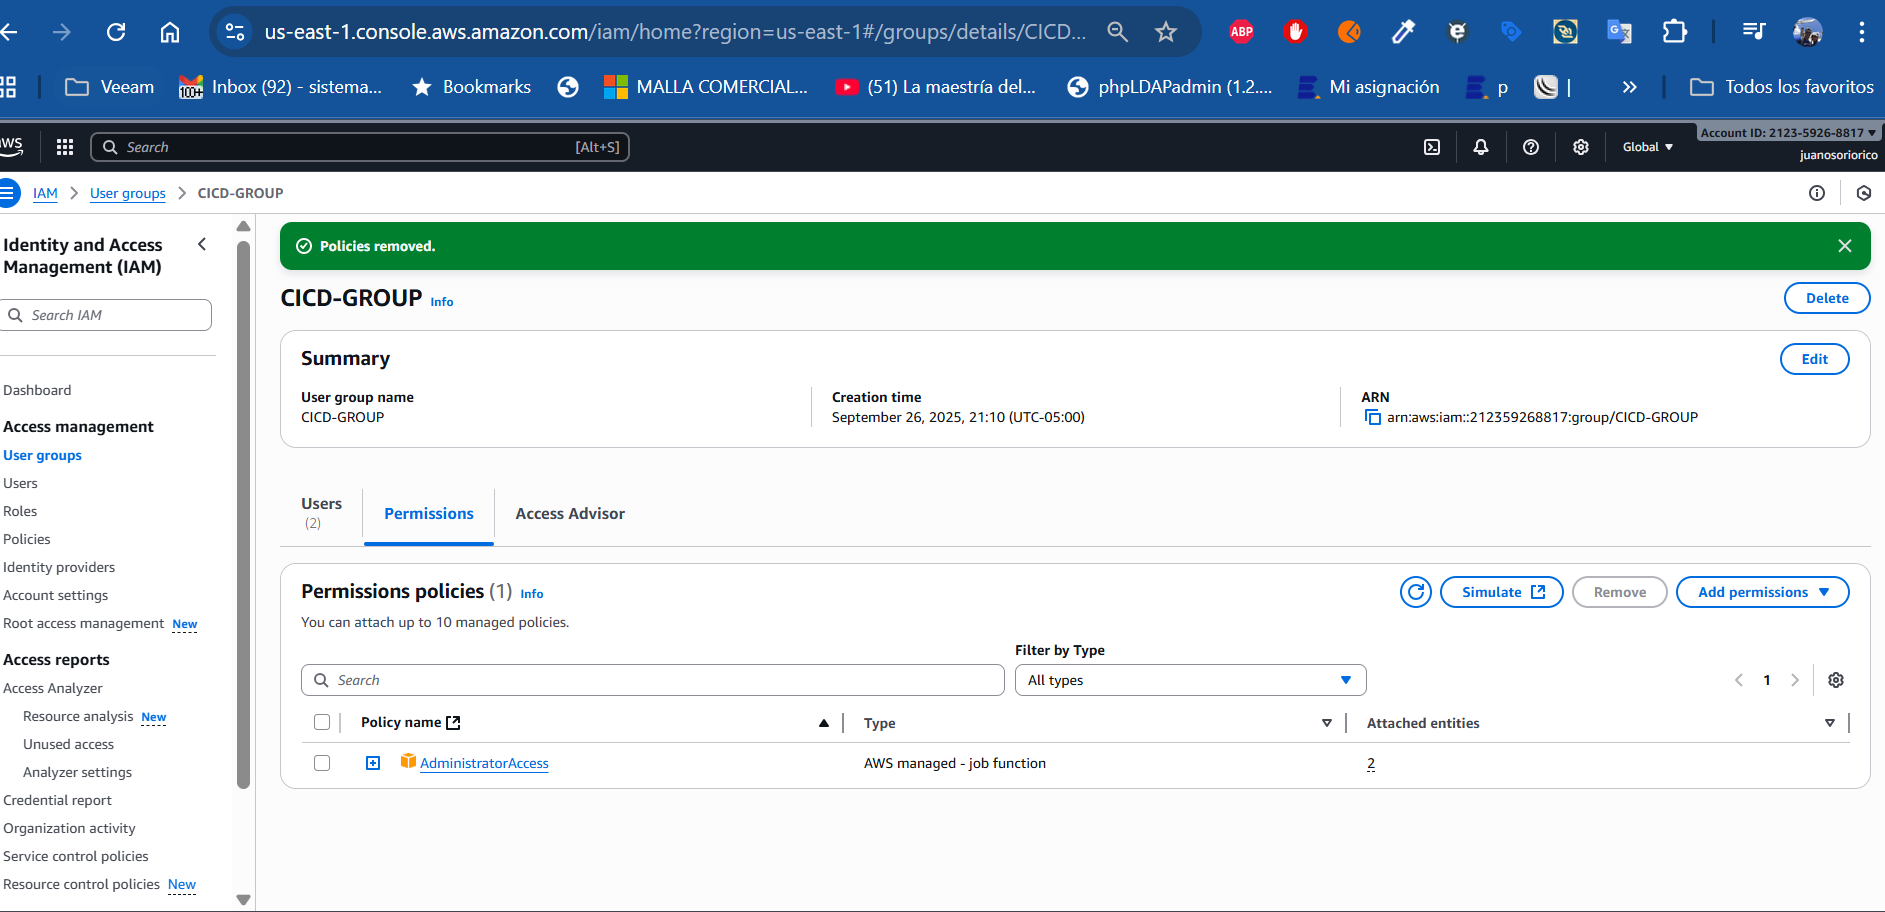 us-east-1.console.aws.amazon.com/iam/home?region=us-east-1#/groups/details/CICD...
ABP
Veeam
100+
Inbox (92) - sistema...
Bookmarks
MALLA COMERCIAL...
(51) La maestría del...
phpLDAPadmin (1.2....
Mi asignación
p
|
»
Todos los favoritos
aws
Search
[Alt+S]
Global
Account ID: 2123-5926-8817
juanosoriorico
IAM
User groups
CICD-GROUP
Identity and Access
Management (IAM)
Search IAM
Dashboard
Access management
User groups
Users
Roles
Policies
Identity providers
Account settings
Root access management New
Access reports
Access Analyzer
Resource analysis New
Unused access
Analyzer settings
Credential report
Organization activity
Service control policies
Resource control policies New
Policies removed.
CICD-GROUP Info
Delete
Summary
Edit
User group name
CICD-GROUP
Creation time
September 26, 2025, 21:10 (UTC-05:00)
ARN
arn:aws:iam::212359268817:group/CICD-GROUP
Users
(2)
Permissions
Access Advisor
Permissions policies (1) Info
You can attach up to 10 managed policies.
Simulate
Remove
Add permissions
Filter by Type
Search
All types
1
Policy name
Type
Attached entities
AdministratorAccess
AWS managed - job function
2